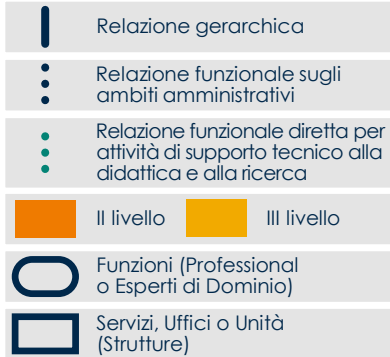 Relazione gerarchica
Relazione funzionale sugli
ambiti amministrativi
Relazione funzionale diretta per
attività di supporto tecnico alla
didattica e alla ricerca
II livello III livello
Funzioni (Professional
o Esperti di Dominio)
Servizi, Uffici o Unità
(Strutture)